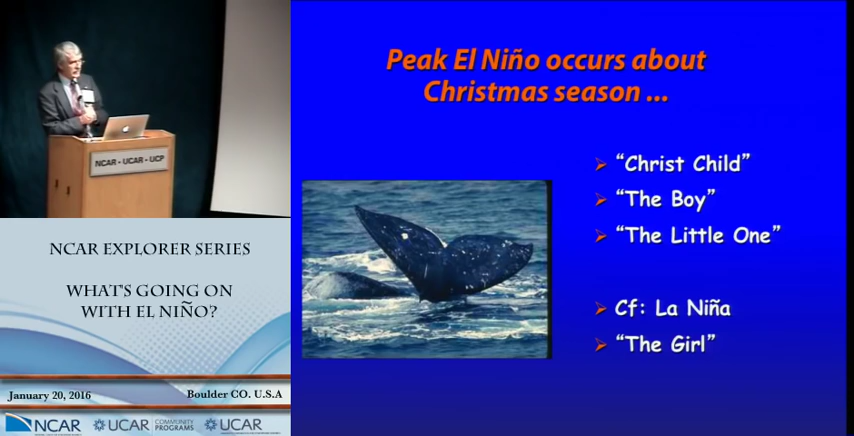 NCAR - UCAR - UCP
NCAR EXPLORER SERIES
WHAT'S GOING ON
WITH EL NIÑO?
January 20, 2016
Boulder CO. U.S.A
NCAR
UCAR
COMMUNITY
PROGRAMS
UCAR
Peak El Niño occurs about
Christmas season ...
➢ “Christ Child”
➢ “The Boy”
➢ “The Little One”
➢ Cf: La Niña
➢ “The Girl”